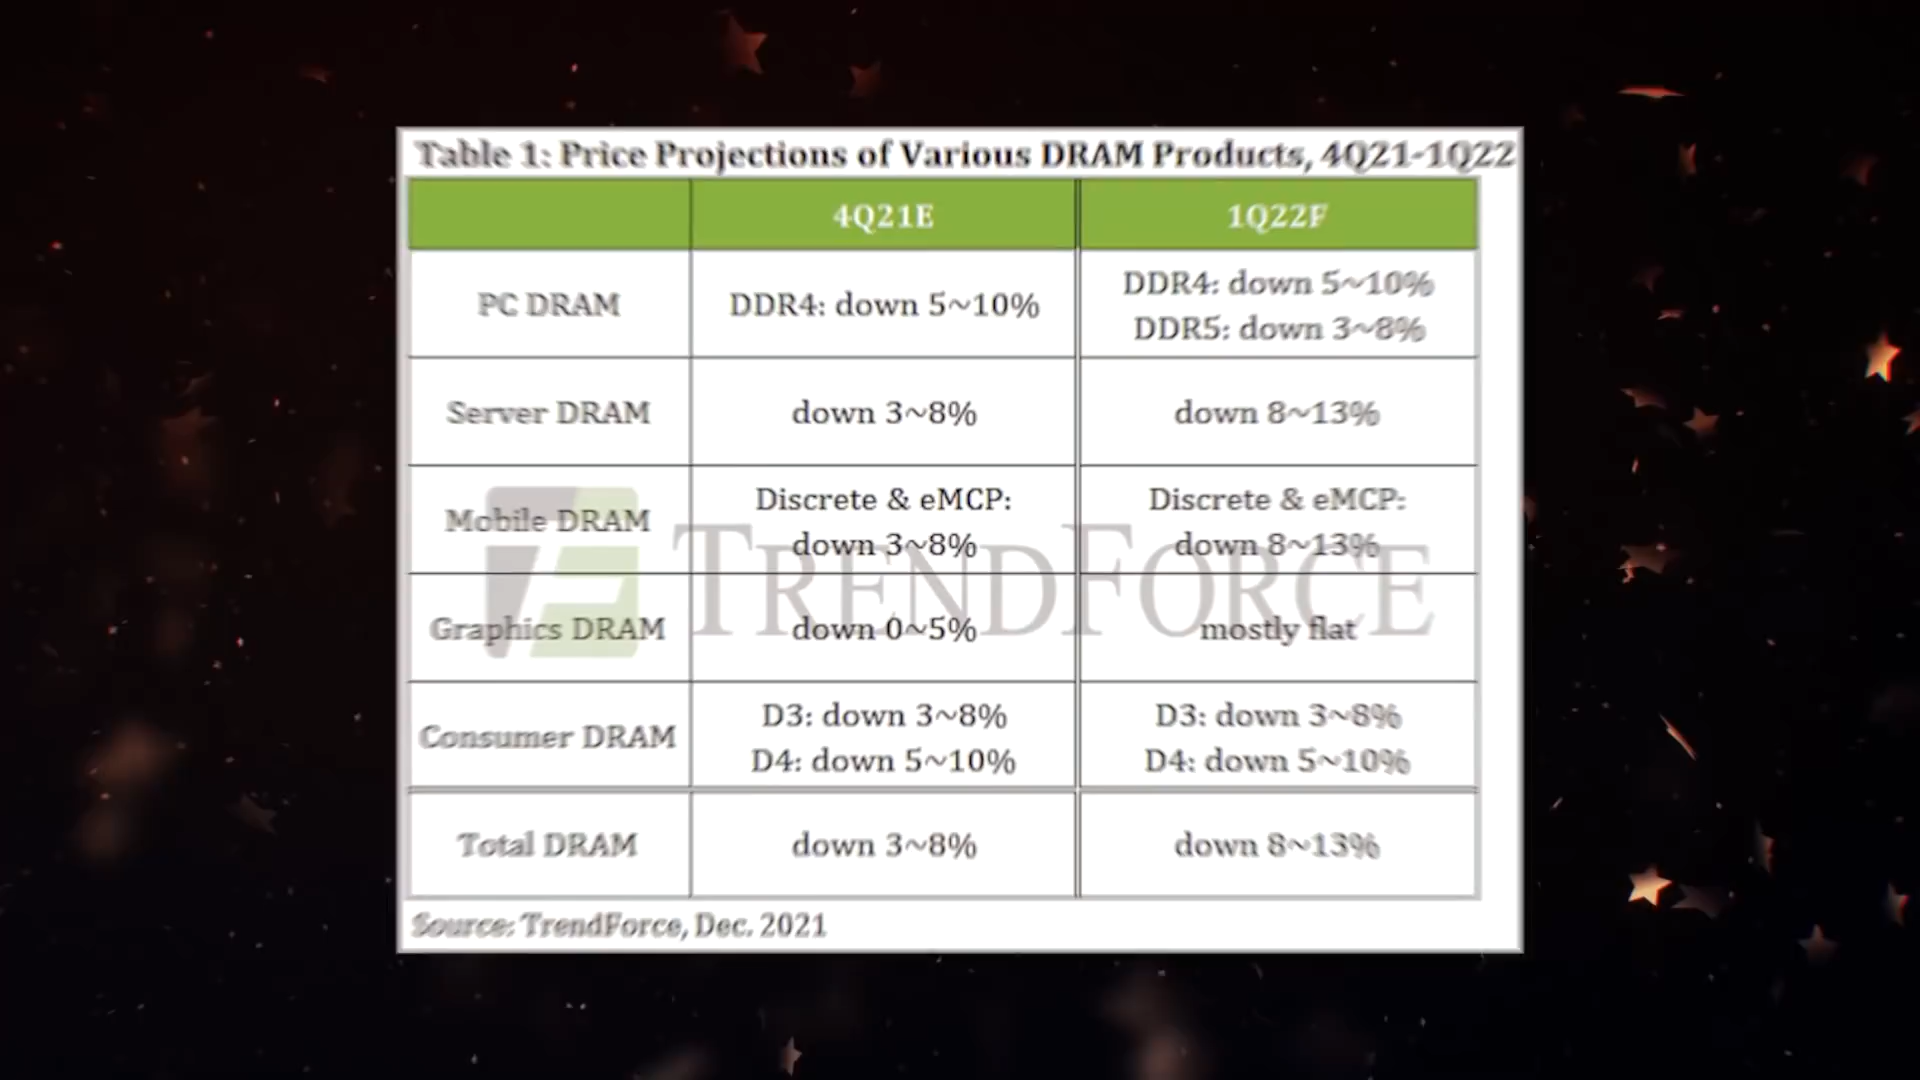 Table 1: Price Projections of Various DRAM Products, 4Q21-1Q22
4Q21E
1Q22F
PC DRAM
DDR4: down 5~10%
DDR4: down 5~10%
DDR5: down 3~8%
Server DRAM
down 3~8%
down 8~13%
Mobile DRAM
Discrete & eMCP:
down 3~8%
Discrete & eMCP:
down 8~13%
TRENDFORCE
Graphics DRAM
down 0~5%
mostly flat
Consumer DRAM
D3: down 3~8%
D4: down 5~10%
D3: down 3~8%
D4: down 5~10%
Total DRAM
down 3~8%
down 8~13%
Source: TrendForce, Dec. 2021